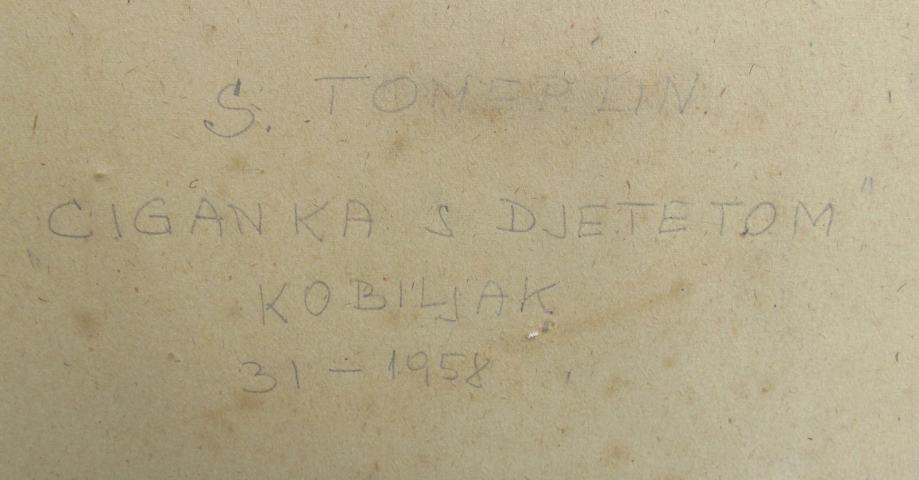 S. TOMERLIN
„CIGANKA S DJETETOM"
KOBILJAK
31 – 1958